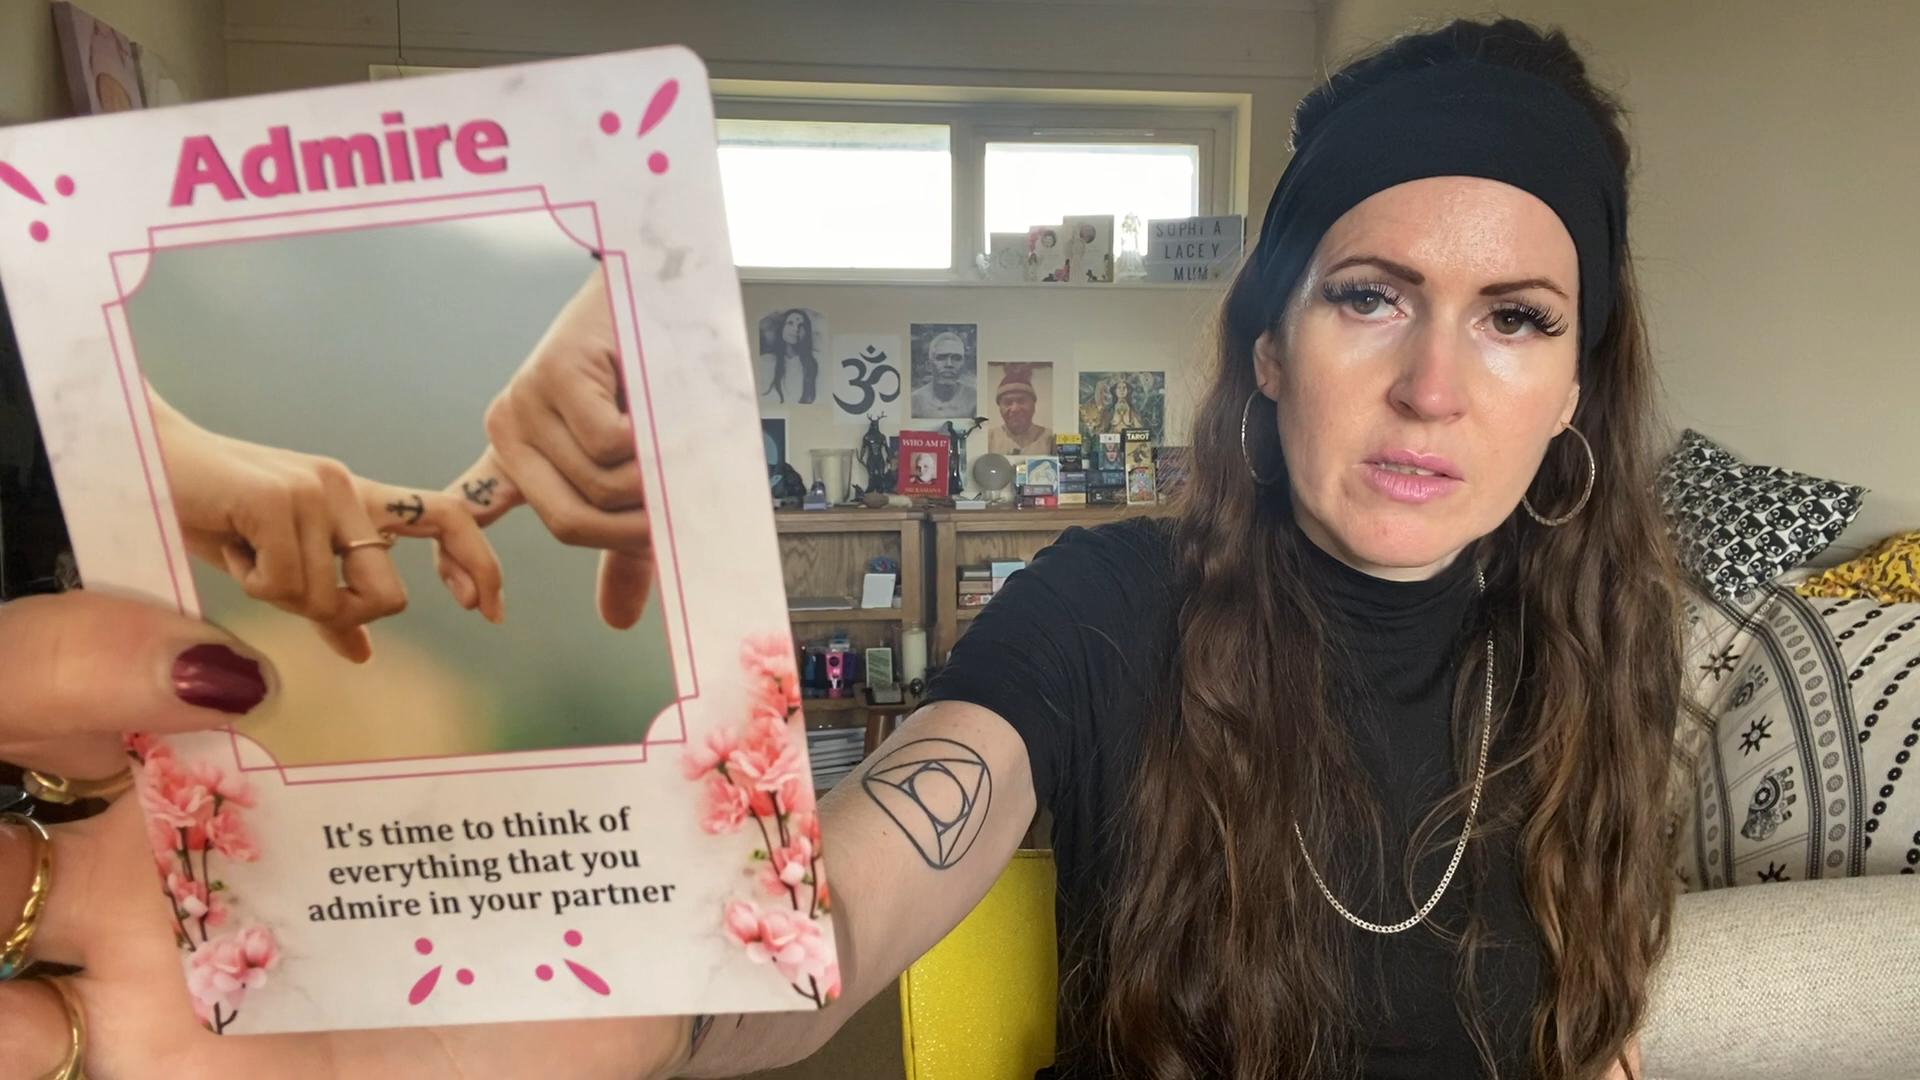 Admire
It's time to think of
everything that you
admire in your partner
SOPHIA
LACEY
MUM
ॐ
WHO AM I?
TAROT